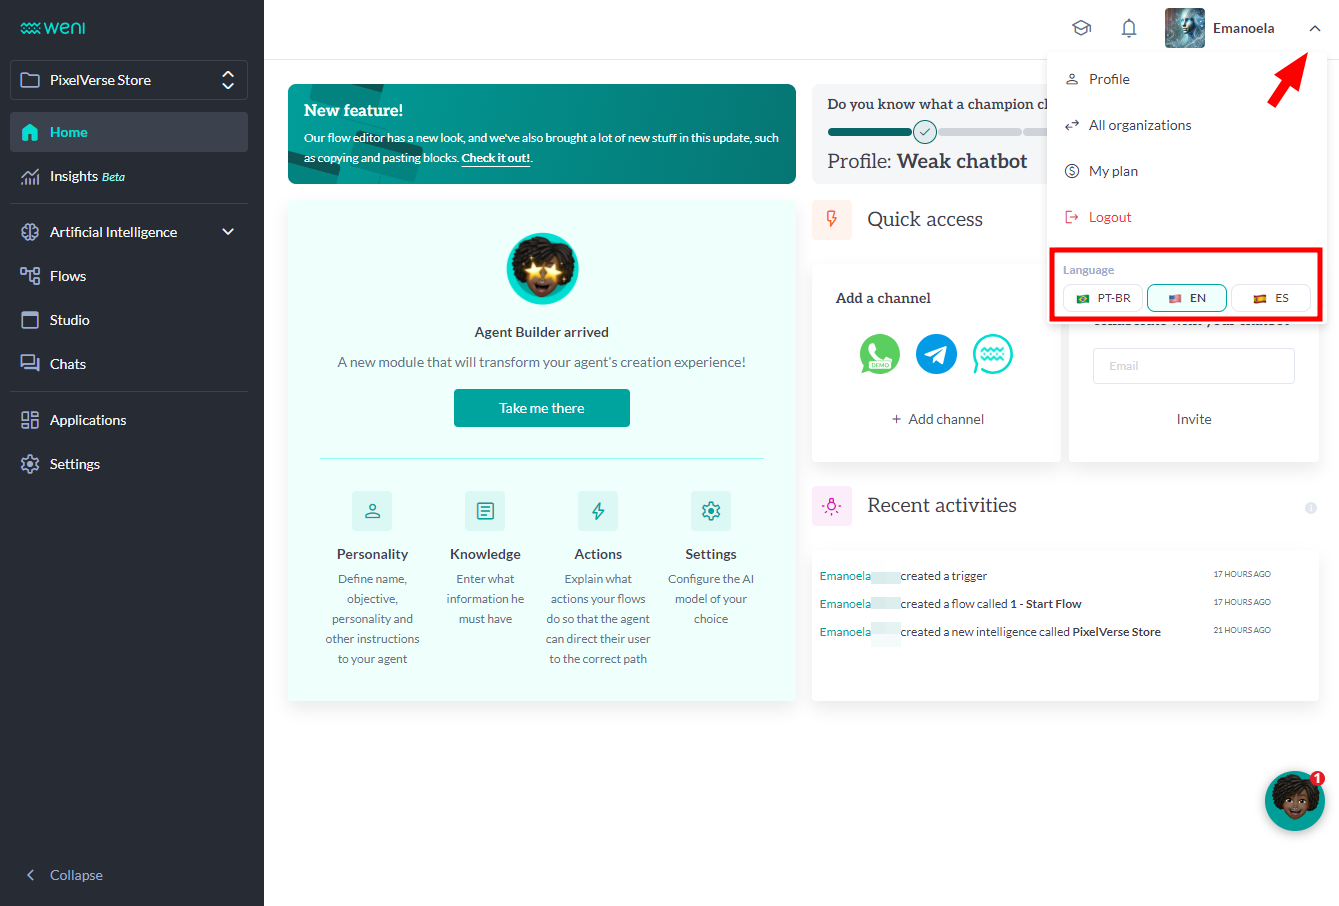 weni
PixelVerse Store
Home
Insights Beta
Artificial Intelligence
Flows
Studio
Chats
Applications
Settings
Collapse
Emanoela
Profile
All organizations
My plan
Logout
Language
PT-BR
EN
ES
New feature!
Our flow editor has a new look, and we've also brought a lot of new stuff in this update, such
as copying and pasting blocks. Check it out!.
Agent Builder arrived
A new module that will transform your agent's creation experience!
Take me there
Personality
Define name,
objective,
personality and
other instructions
to your agent
Knowledge
Enter what
information he
must have
Actions
Explain what
actions your flows
do so that the agent
can direct their user
to the correct path
Settings
Configure the AI
model of your
choice
Do you know what a champion
Profile: Weak chatbot
Quick access
Add a channel
DEMO
+ Add channel
Email
Invite
Recent activities
Emanoela created a trigger
17 HOURS AGO
Emanoela created a flow called 1 - Start Flow
17 HOURS AGO
Emanoela created a new intelligence called PixelVerse Store
21 HOURS AGO
1